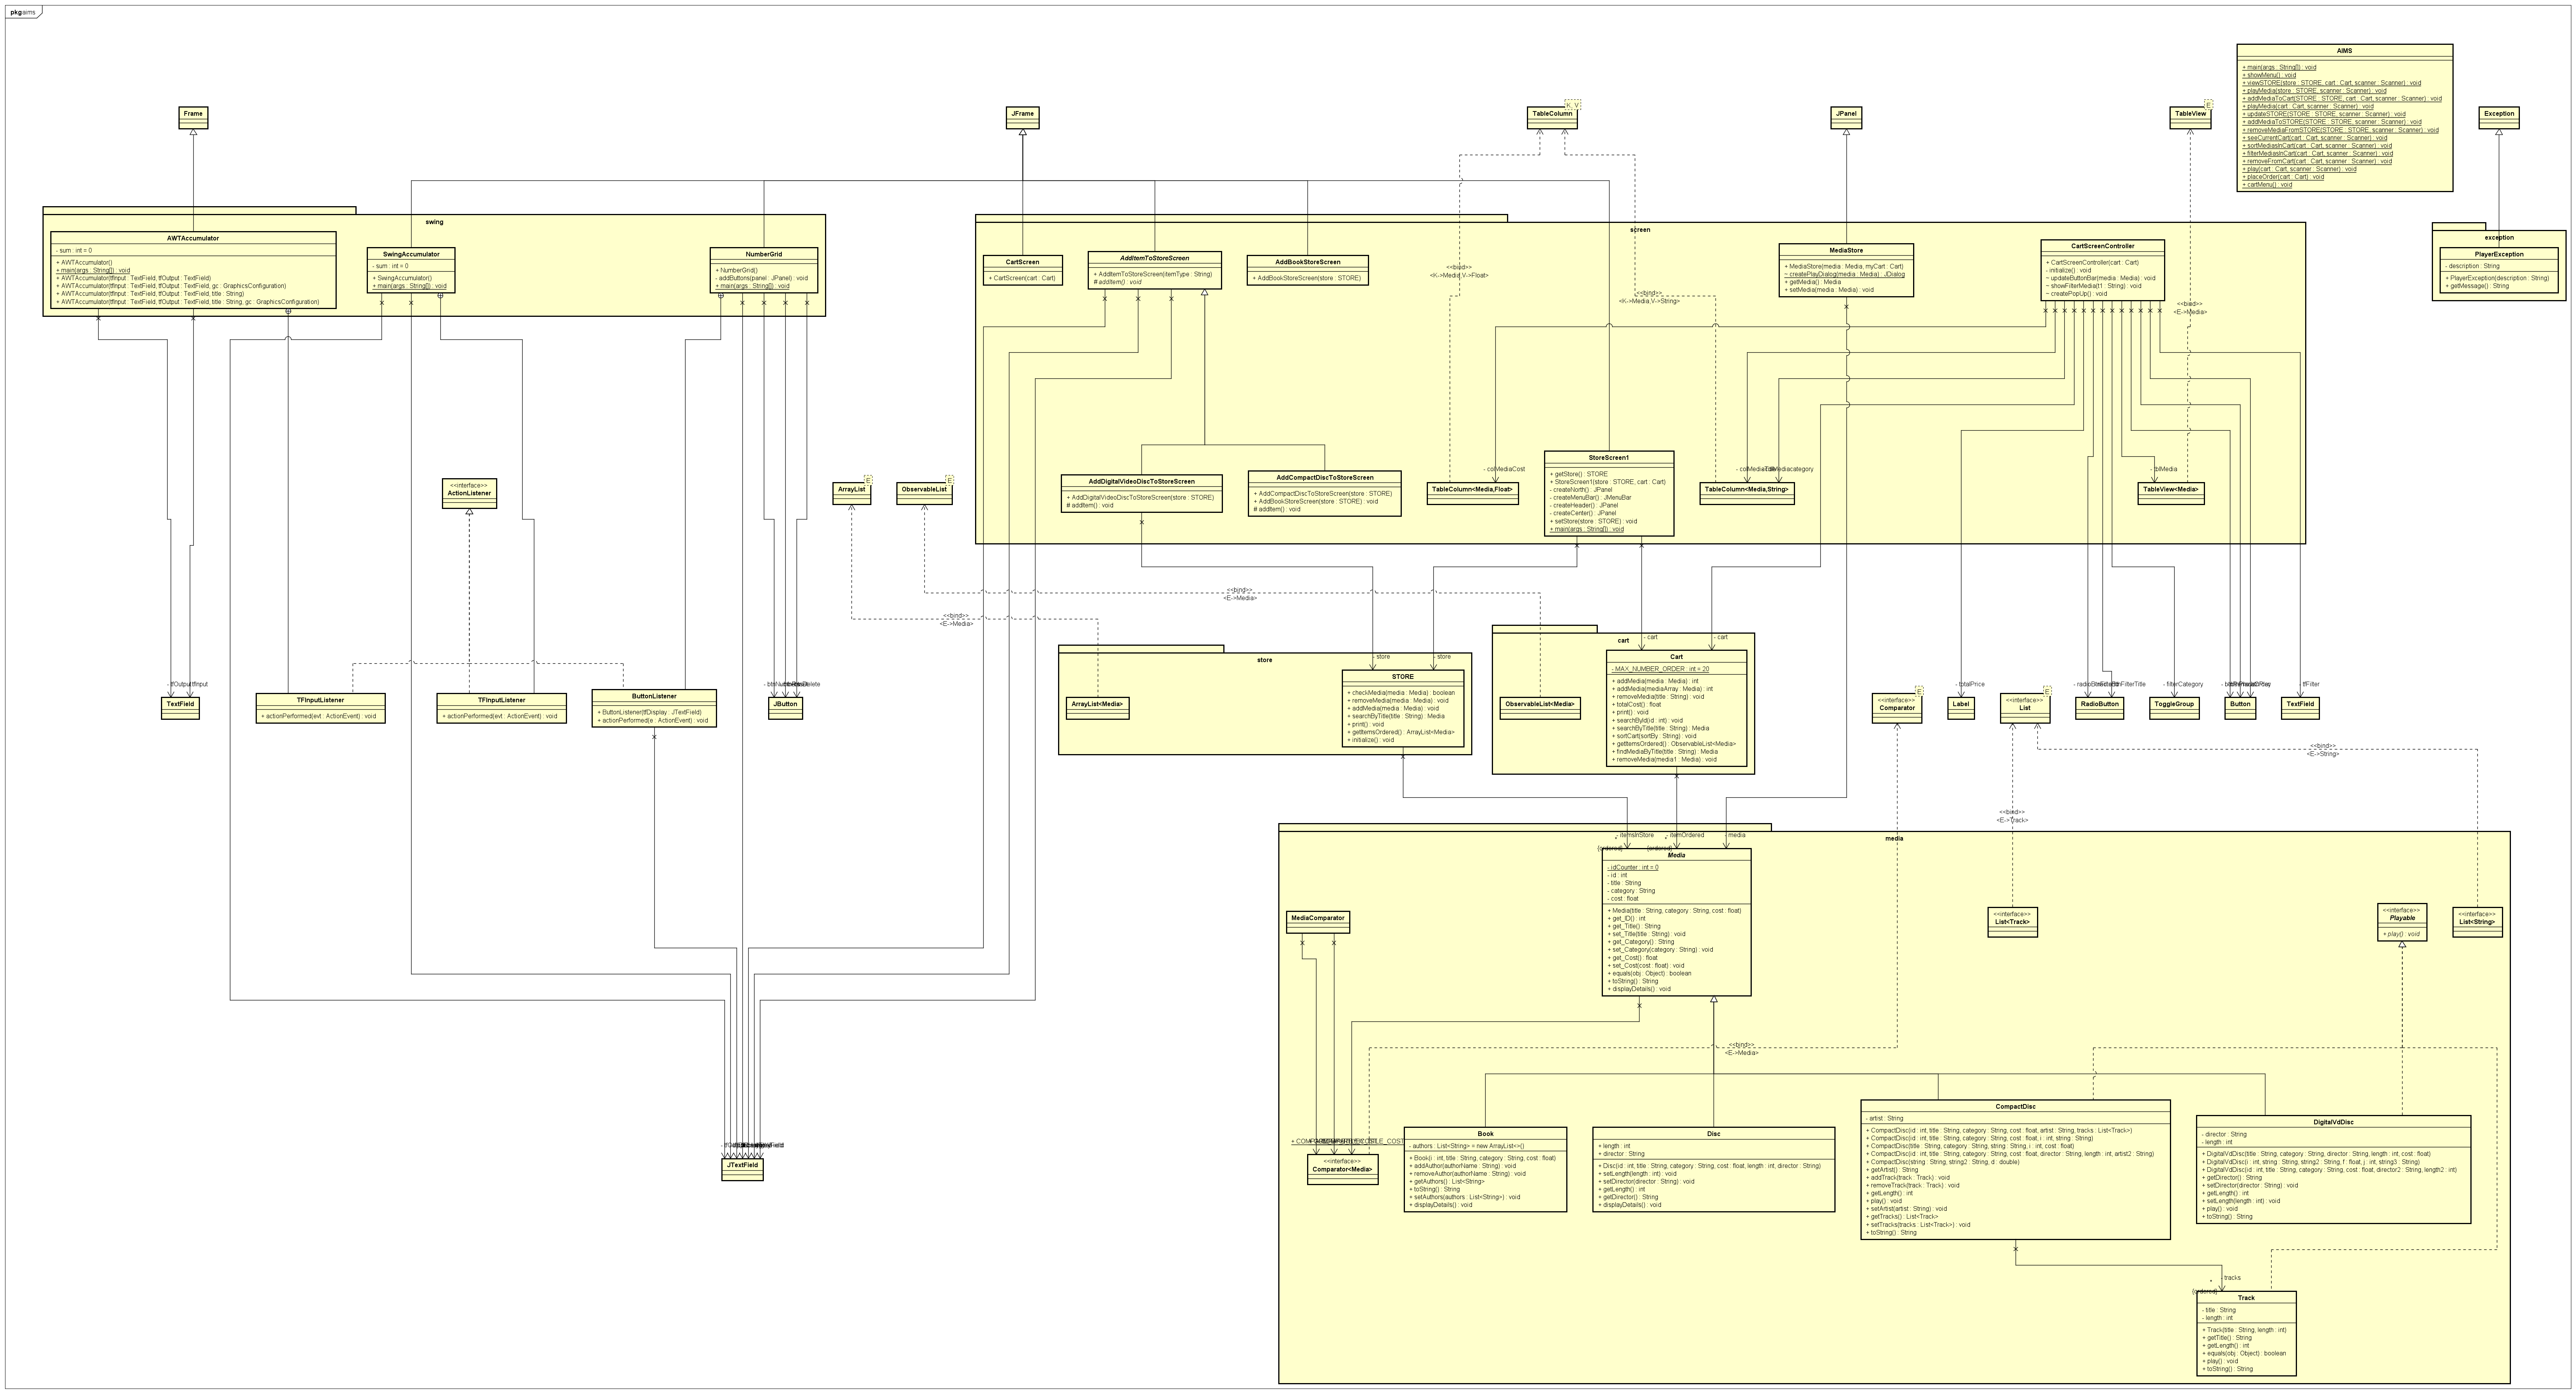 pkg aims
AIMS
+ main(args : String[]) : void
+ showMenu() : void
+ viewSTORE(store : STORE, cart : Cart, scanner : Scanner) : void
+ playMedia(store : STORE, scanner : Scanner) : void
+ addMediaToCart(STORE : STORE, cart : Cart, scanner : Scanner) : void
+ playMedia(cart : Cart, scanner : Scanner) : void
+ updateSTORE(STORE : STORE, scanner : Scanner) : void
+ addMediaToSTORE(STORE : STORE, scanner : Scanner) : void
+ removeMediaFromSTORE(STORE : STORE, scanner : Scanner) : void
+ seeCurrentCart(cart : Cart, scanner : Scanner) : void
+ sortMediasInCart(cart : Cart, scanner : Scanner) : void
+ filterMediasInCart(cart : Cart, scanner : Scanner) : void
+ removeFromCart(cart : Cart, scanner : Scanner) : void
+ play(cart : Cart, scanner : Scanner) : void
+ placeOrder(cart : Cart) : void
+ cartMenu() : void
Frame
JFrame
K, V
TableColumn
JPanel
E
TableView
Exception
swing
AWTAccumulator
- sum : int = 0
+ AWTAccumulator()
+ main(args : String[]) : void
+ AWTAccumulator(tfInput : TextField, tfOutput : TextField)
+ AWTAccumulator(tfInput : TextField, tfOutput : TextField, gc : GraphicsConfiguration)
+ AWTAccumulator(tfInput : TextField, tfOutput : TextField, title : String)
+ AWTAccumulator(tfInput : TextField, tfOutput : TextField, title : String, gc : GraphicsConfiguration)
SwingAccumulator
- sum : int = 0
+ SwingAccumulator()
+ main(args : String[]) : void
NumberGrid
+ NumberGrid()
- addButtons(panel : JPanel) : void
+ main(args : String[]) : void
screen
CartScreen
+ CartScreen(cart : Cart)
AddItemToStoreScreen
+ AddItemToStoreScreen(itemType : String)
# addItem() : void
AddBookStoreScreen
+ AddBookStoreScreen(store : STORE)
<<bind>>
<K->Media,V->Float>
<<bind>>
<K->Media,V->String>
MediaStore
+ MediaStore(media : Media, myCart : Cart)
~ createPlayDialog(media : Media) : JDialog
+ getMedia() : Media
+ setMedia(media : Media) : void
CartScreenController
+ CartScreenController(cart : Cart)
- initialize() : void
~ updateButtonBar(media : Media) : void
~ showFilterMedia(t1 : String) : void
~ createPopUp() : void
<<bind>>
<E->Media>
exception
PlayerException
- description : String
+ PlayerException(description : String)
+ getMessage() : String
AddDigitalVideoDiscToStoreScreen
+ AddDigitalVideoDiscToStoreScreen(store : STORE)
# addItem() : void
AddCompactDiscToStoreScreen
+ AddCompactDiscToStoreScreen(store : STORE)
+ AddBookStoreScreen(store : STORE) : void
# addItem() : void
- colMediaCost
TableColumn<Media,Float>
StoreScreen1
+ getStore() : STORE
+ StoreScreen1(store : STORE, cart : Cart)
- createNorth() : JPanel
- createMenuBar() : JMenuBar
- createHeader() : JPanel
- createCenter() : JPanel
+ setStore(store : STORE) : void
+ main(args : String[]) : void
TableColumn<Media,String>
- tblMedia
TableView<Media>
<<interface>>
ActionListener
E
ArrayList
E
ObservableList
<<bind>>
<E->Media>
<<bind>>
<E->Media>
TextField
TFInputListener
+ actionPerformed(evt : ActionEvent) : void
TFInputListener
+ actionPerformed(evt : ActionEvent) : void
ButtonListener
+ ButtonListener(tfDisplay : JTextField)
+ actionPerformed(e : ActionEvent) : void
JButton
store
ArrayList<Media>
- store
- store
STORE
+ checkMedia(media : Media) : boolean
+ removeMedia(media : Media) : void
+ addMedia(media : Media) : void
+ searchByTitle(title : String) : Media
+ print() : void
+ getItemsOrdered() : ArrayList<Media>
+ initialize() : void
cart
ObservableList<Media>
- cart
- cart
Cart
- MAX_NUMBER_ORDER : int = 20
+ addMedia(media : Media) : int
+ addMedia(mediaArray : Media) : int
+ removeMedia(title : String) : void
+ totalCost() : float
+ print() : void
+ searchById(id : int) : void
+ searchByTitle(title : String) : Media
+ sortCart(sortBy : String) : void
+ getItemsOrdered() : ObservableList<Media>
+ findMediaByTitle(title : String) : Media
+ removeMedia(media1 : Media) : void
E
<<interface>>
Comparator
- totalPrice
Label
E
<<interface>>
List
RadioButton
- filterCategory
ToggleGroup
Button
- tfFilter
TextField
<<bind>>
<E->String>
<<bind>>
<E->Track>
media
- itemsInStore
*
{ordered}
- itemOrdered
*
{ordered}
- media
Media
- idCounter : int = 0
- id : int
- title : String
- category : String
- cost : float
+ Media(title : String, category : String, cost : float)
+ get_ID() : int
+ get_Title() : String
+ set_Title(title : String) : void
+ get_Category() : String
+ set_Category(category : String) : void
+ get_Cost() : float
+ set_Cost(cost : float) : void
+ equals(obj : Object) : boolean
+ toString() : String
+ displayDetails() : void
MediaComparator
<<interface>>
List<Track>
<<interface>>
Playable
+ play() : void
<<interface>>
List<String>
<<bind>>
<E->Media>
<<interface>>
Comparator<Media>
Book
- authors : List<String> = new ArrayList<>()
+ Book(i : int, title : String, category : String, cost : float)
+ addAuthor(authorName : String) : void
+ removeAuthor(authorName : String) : void
+ getAuthors() : List<String>
+ toString() : String
+ setAuthors(authors : List<String>) : void
+ displayDetails() : void
Disc
+ length : int
+ director : String
+ Disc(id : int, title : String, category : String, cost : float, length : int, director : String)
+ setLength(length : int) : void
+ setDirector(director : String) : void
+ getLength() : int
+ getDirector() : String
+ displayDetails() : void
CompactDisc
- artist : String
+ CompactDisc(id : int, title : String, category : String, cost : float, artist : String, tracks : List<Track>)
+ CompactDisc(id : int, title : String, category : String, cost : float, i : int, string : String)
+ CompactDisc(title : String, category : String, string : String, i : int, cost : float)
+ CompactDisc(id : int, title : String, category : String, cost : float, director : String, length : int, artist2 : String)
+ CompactDisc(string : String, string2 : String, d : double)
+ getArtist() : String
+ addTrack(track : Track) : void
+ removeTrack(track : Track) : void
+ getLength() : int
+ play() : void
+ setArtist(artist : String) : void
+ getTracks() : List<Track>
+ setTracks(tracks : List<Track>) : void
+ toString() : String
DigitalVdDisc
- director : String
- length : int
+ DigitalVdDisc(title : String, category : String, director : String, length : int, cost : float)
+ DigitalVdDisc(i : int, string : String, string2 : String, f : float, j : int, string3 : String)
+ DigitalVdDisc(id : int, title : String, category : String, cost : float, director2 : String, length2 : int)
+ getDirector() : String
+ setDirector(director : String) : void
+ getLength() : int
+ setLength(length : int) : void
+ play() : void
+ toString() : String
JTextField
- tracks
*
{ordered}
Track
- title : String
- length : int
+ Track(title : String, length : int)
+ getTitle() : String
+ getLength() : int
+ equals(obj : Object) : boolean
+ play() : void
+ toString() : String